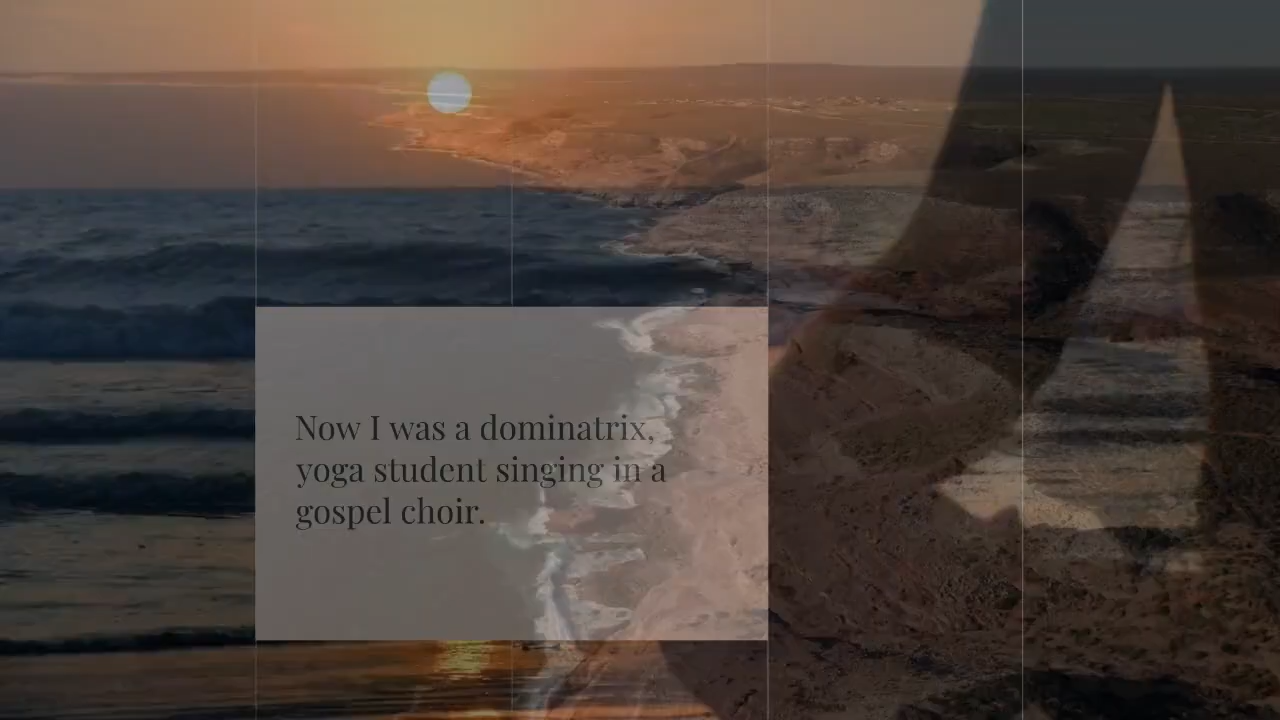 Now I was a dominatrix,
yoga student singing in a
gospel choir.